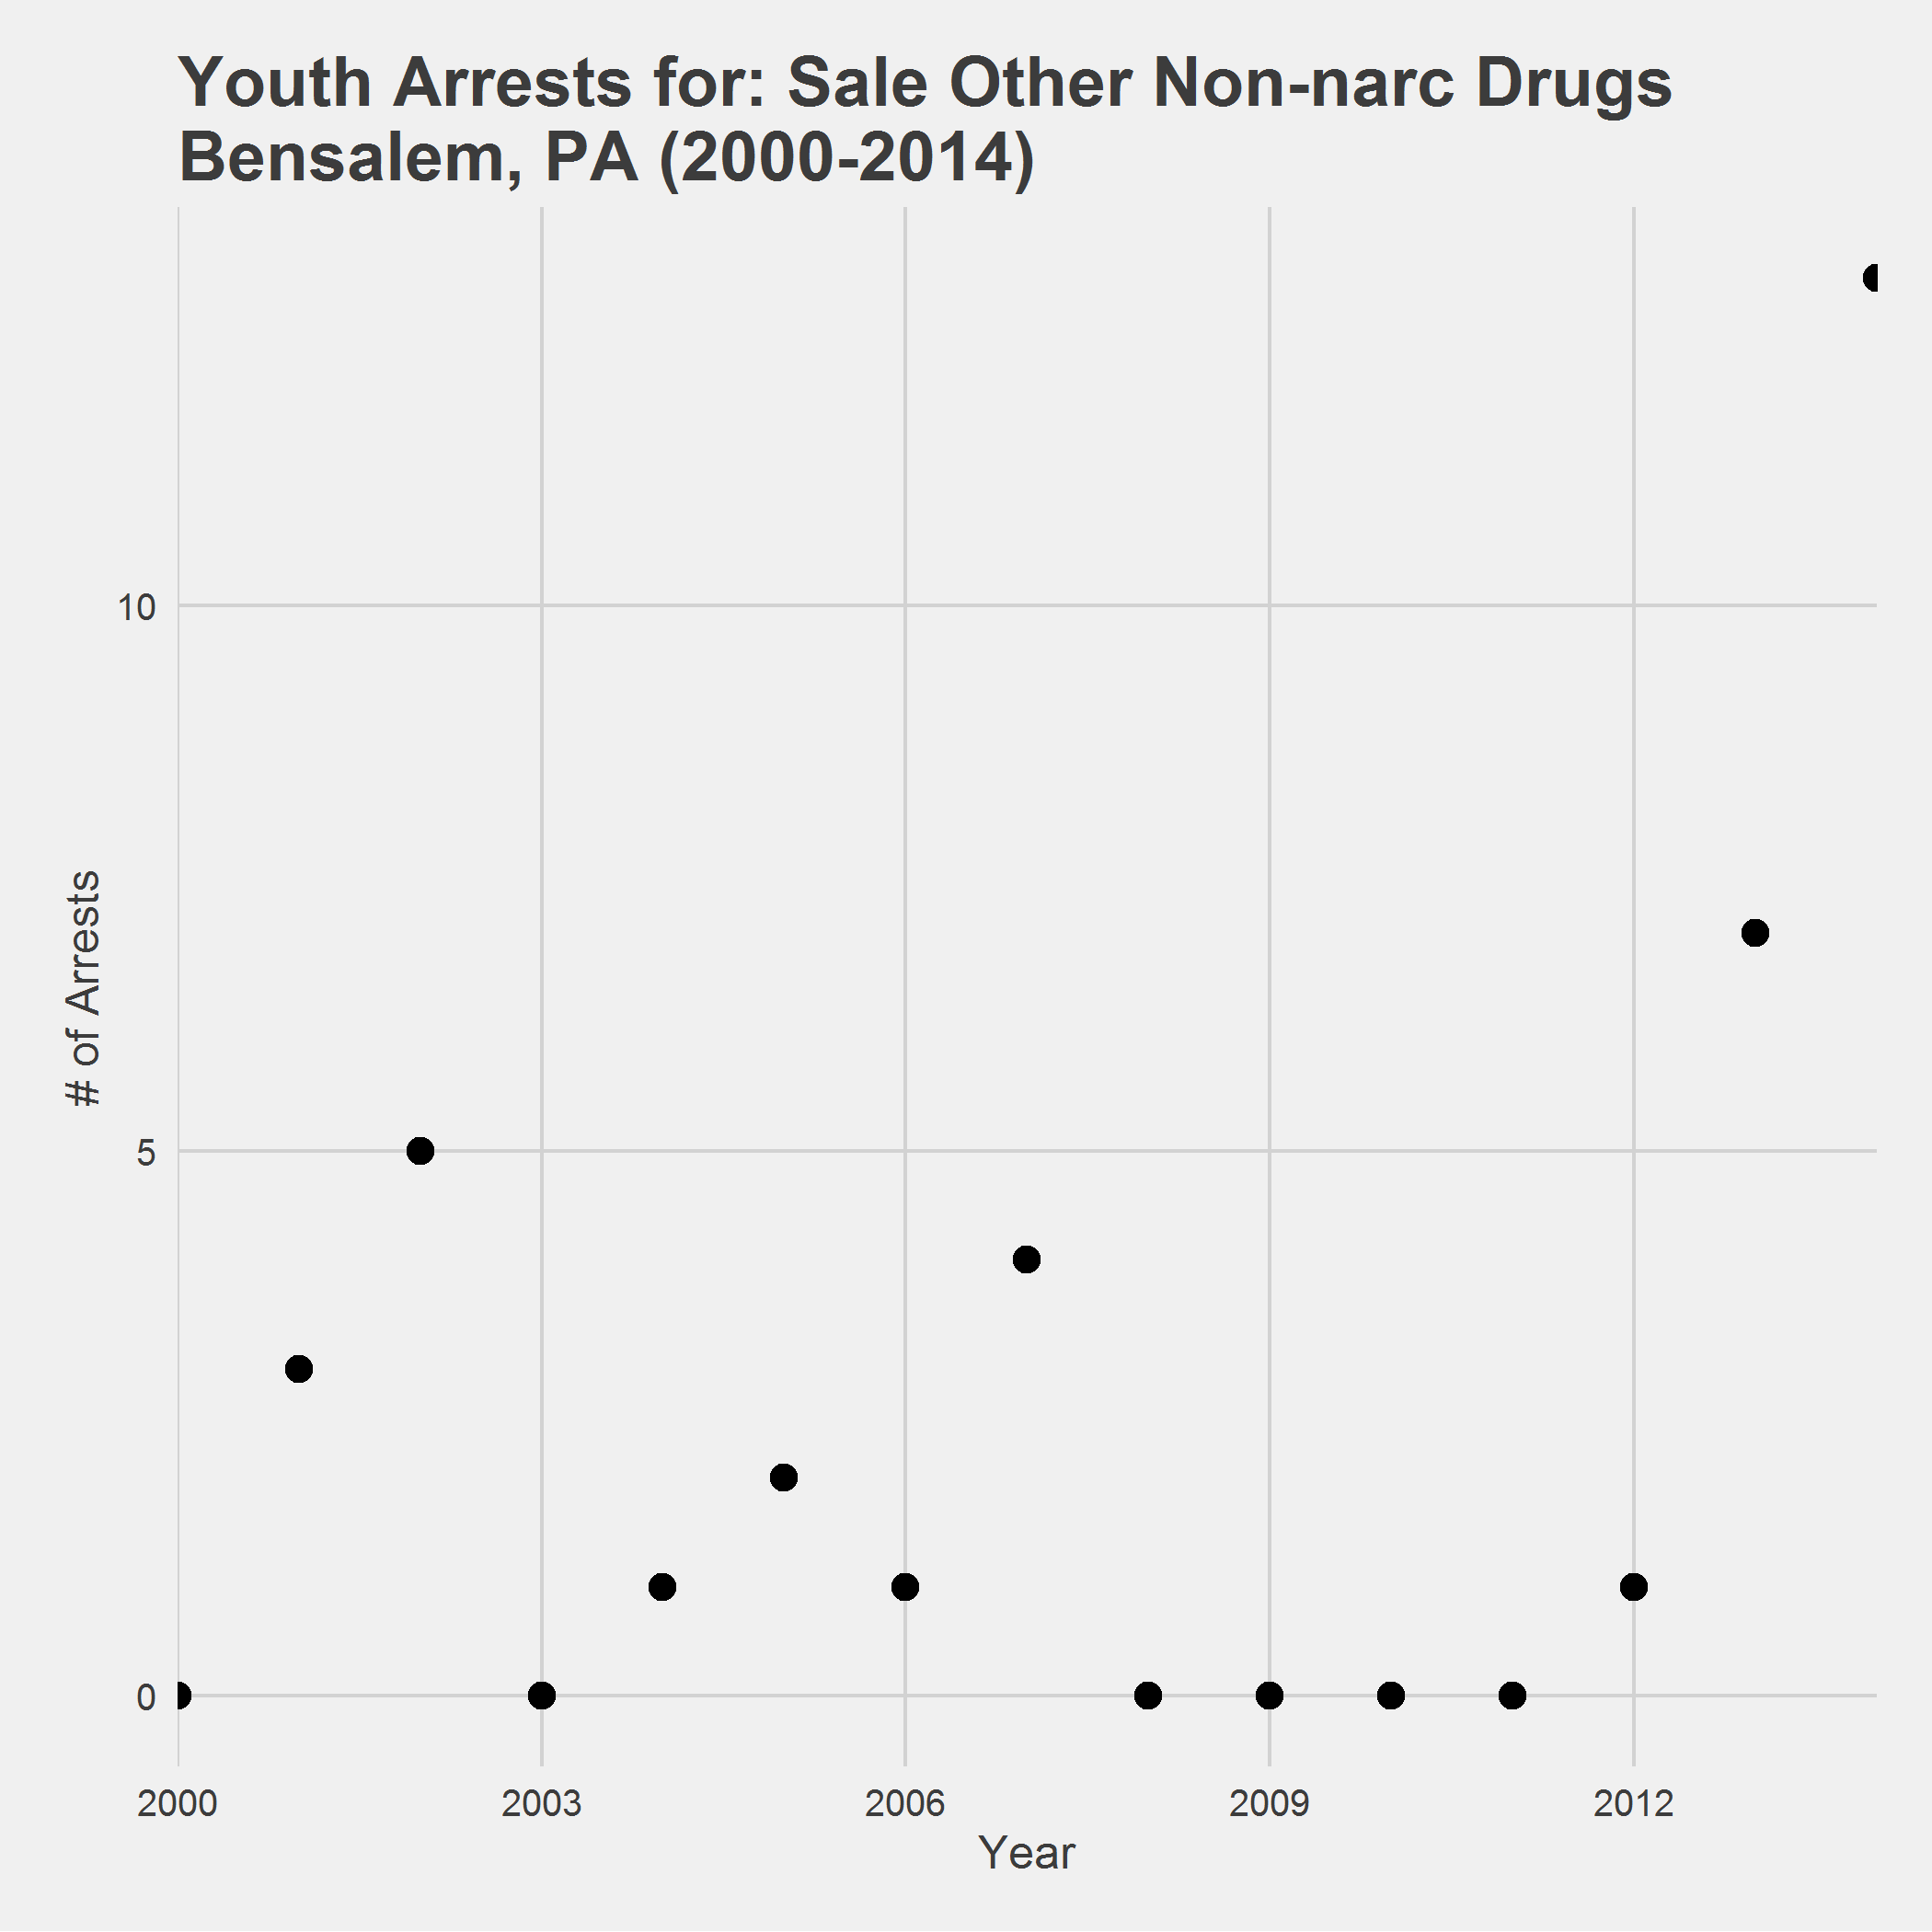 Youth Arrests for: Sale Other Non-narc Drugs
Bensalem, PA (2000-2014)
# of Arrests
10
5
0
2000 2003 2006 2009 2012
Year